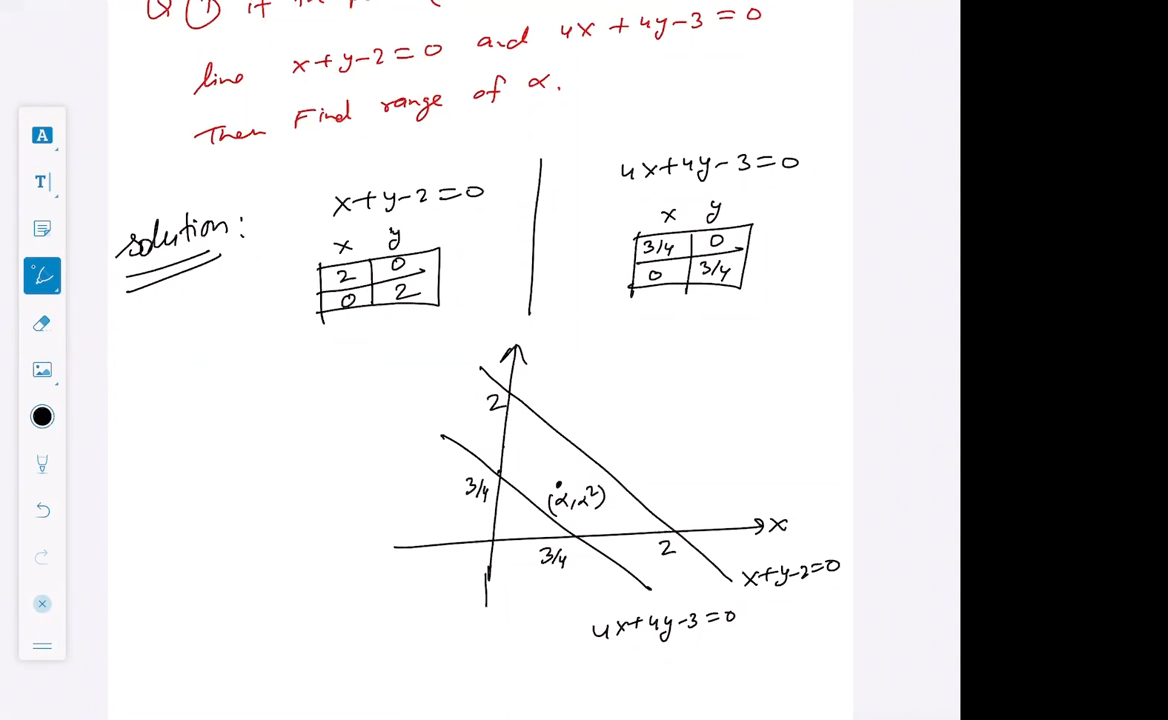 Q ① if
line x+y-2=0 and 4x+4y-3=0
Then Find range of α.
solution:
x+y-2=0
x y
2 0
0 2
4x+4y-3=0
x y
3/4 0
0 3/4
2
3/4
(α,α²)
3/4
2
x
x+y-2=0
4x+4y-3=0
A
T